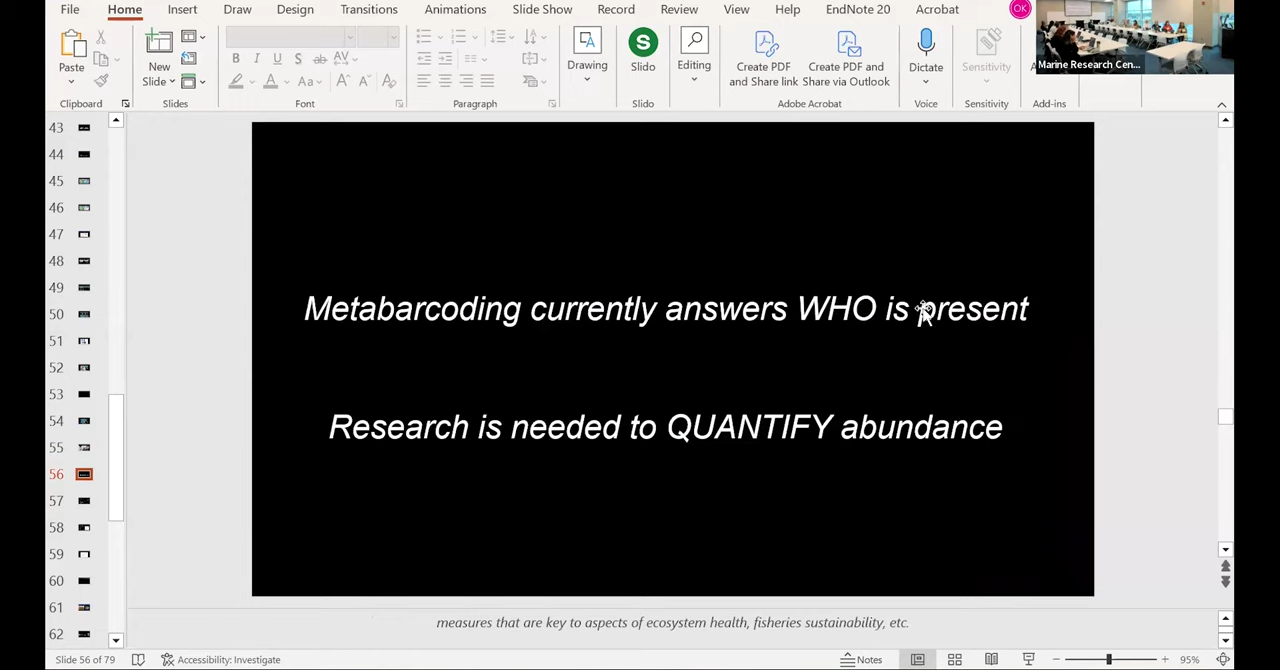 File Home Insert Draw Design Transitions Animations Slide Show Record Review View Help EndNote 20 Acrobat
OK
Marine Research Cen...
Paste
New
Slide
B I U S ab AV
Aa
Drawing
Slido
Editing
Create PDF
and Share link
Create PDF and
Share via Outlook
Dictate
Sensitivity
Clipboard Slides Font Paragraph Slido Adobe Acrobat Voice Sensitivity Add-ins
43
44
45
46
47
48
49
50
51
52
53
54
55
56
57
58
59
60
61
62
Metabarcoding currently answers WHO is present
Research is needed to QUANTIFY abundance
measures that are key to aspects of ecosystem health, fisheries sustainability, etc.
Slide 56 of 79 Accessibility: Investigate Notes 95%